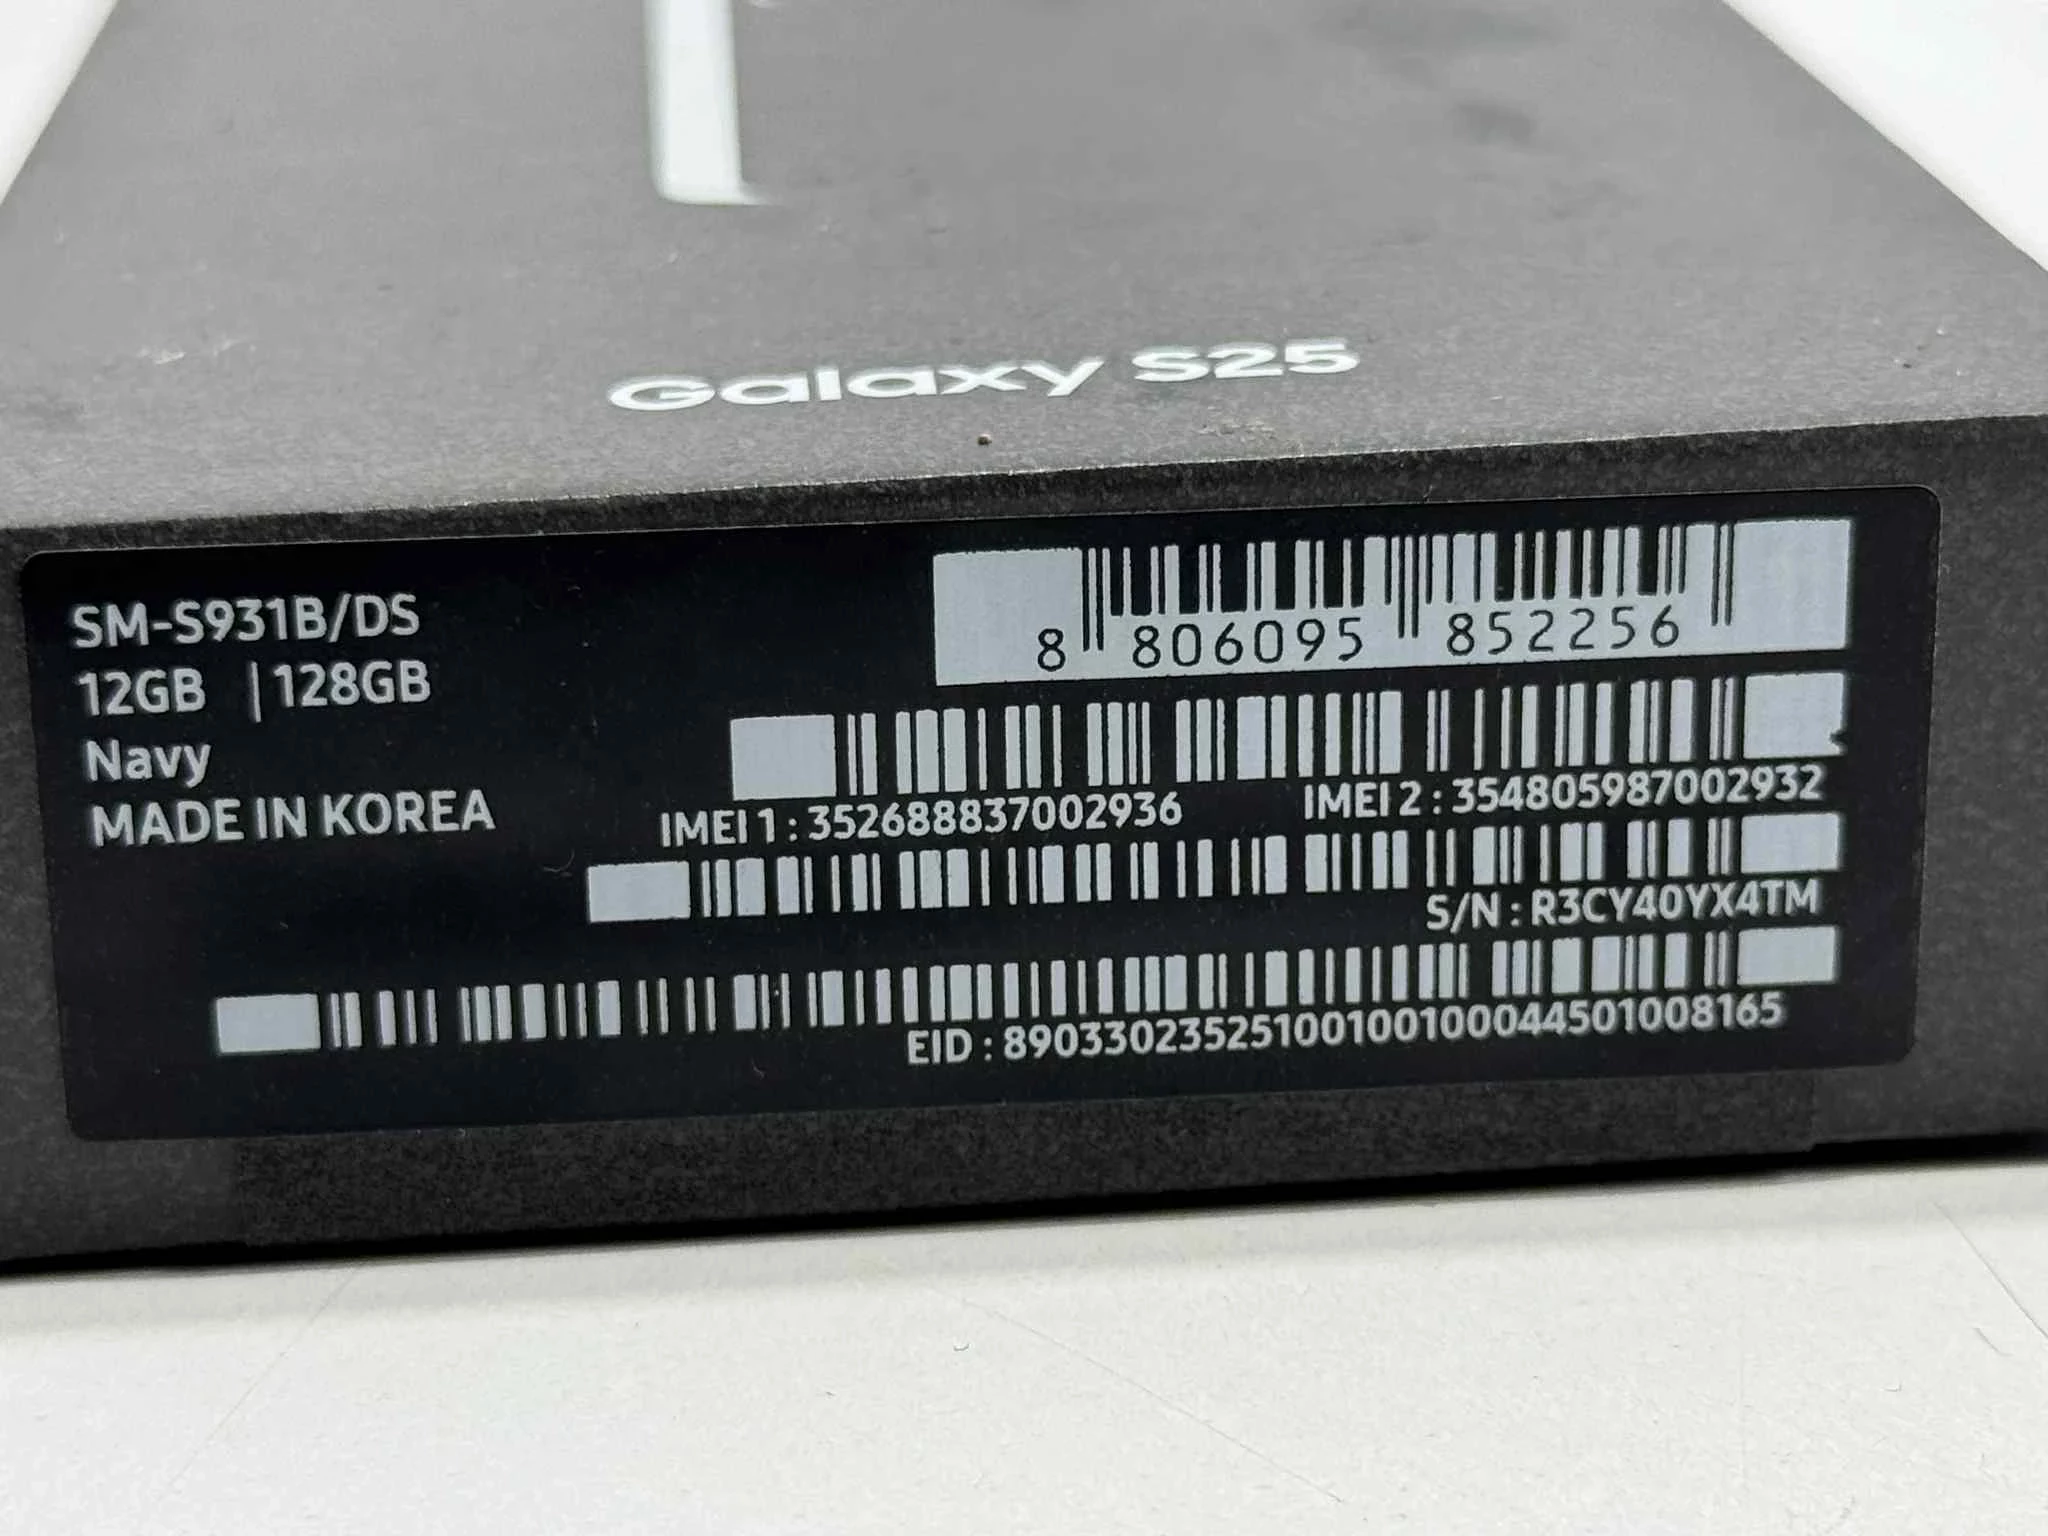 Galaxy S25
SM-S931B/DS
12GB | 128GB
Navy
MADE IN KOREA
8 806095 852256
IMEI 1 : 352688837002936
IMEI 2 : 354805987002932
S/N : R3CY40YX4TM
EID : 89033023525100100100044501008165